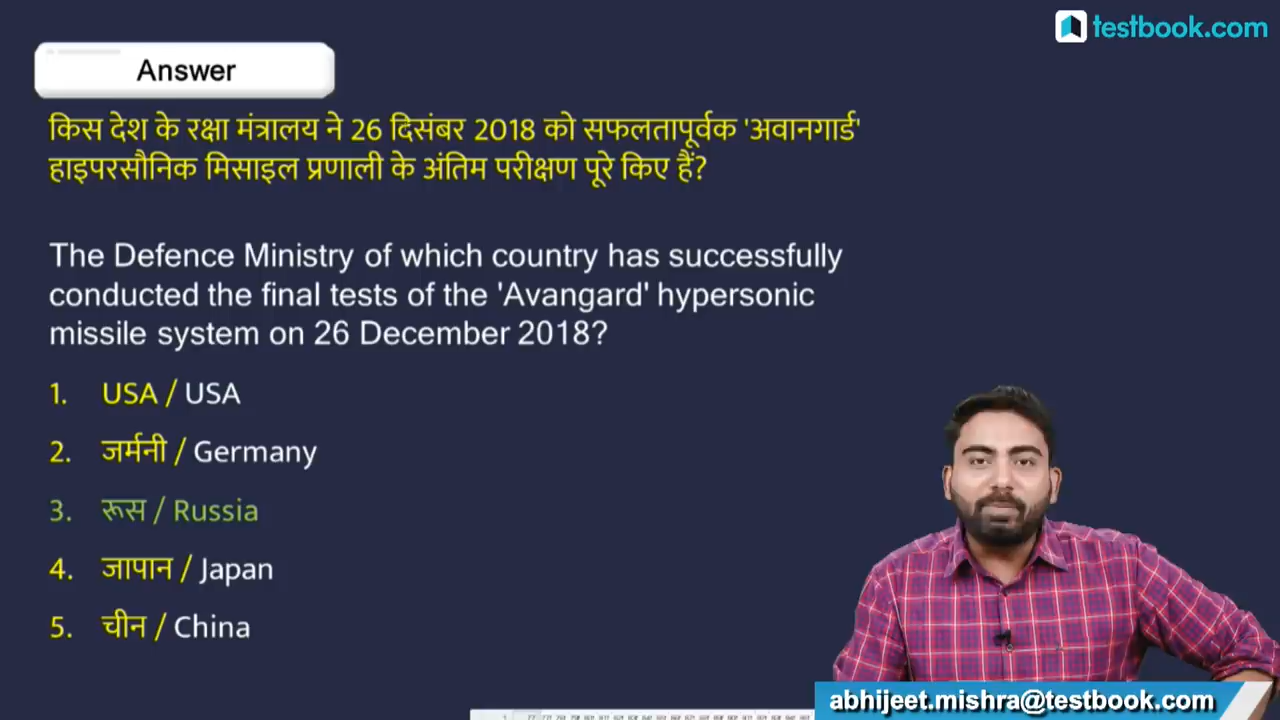 testbook.com
Answer
किस देश के रक्षा मंत्रालय ने 26 दिसंबर 2018 को सफलतापूर्वक 'अवानगार्ड'
हाइपरसौनिक मिसाइल प्रणाली के अंतिम परीक्षण पूरे किए हैं?
The Defence Ministry of which country has successfully
conducted the final tests of the 'Avangard' hypersonic
missile system on 26 December 2018?
1. USA / USA
2. जर्मनी / Germany
3. रूस / Russia
4. जापान / Japan
5. चीन / China
abhijeet.mishra@testbook.com